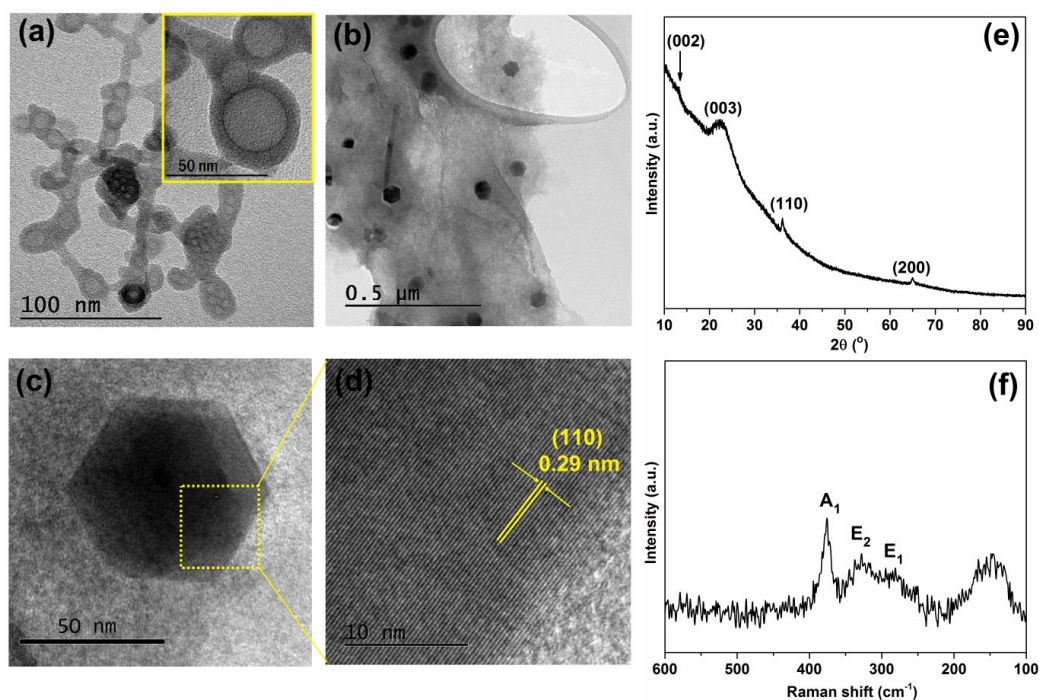 (a)
50 nm
100 nm
(b)
0.5 µm
(c)
50 nm
(d)
(110)
0.29 nm
10 nm
(e)
(002)
(003)
(110)
(200)
Intensity (a.u.)
10 20 30 40 50 60 70 80 90
2θ (°)
(f)
A₁
E₂
E₁
Intensity (a.u.)
600 500 400 300 200 100
Raman shift (cm⁻¹)